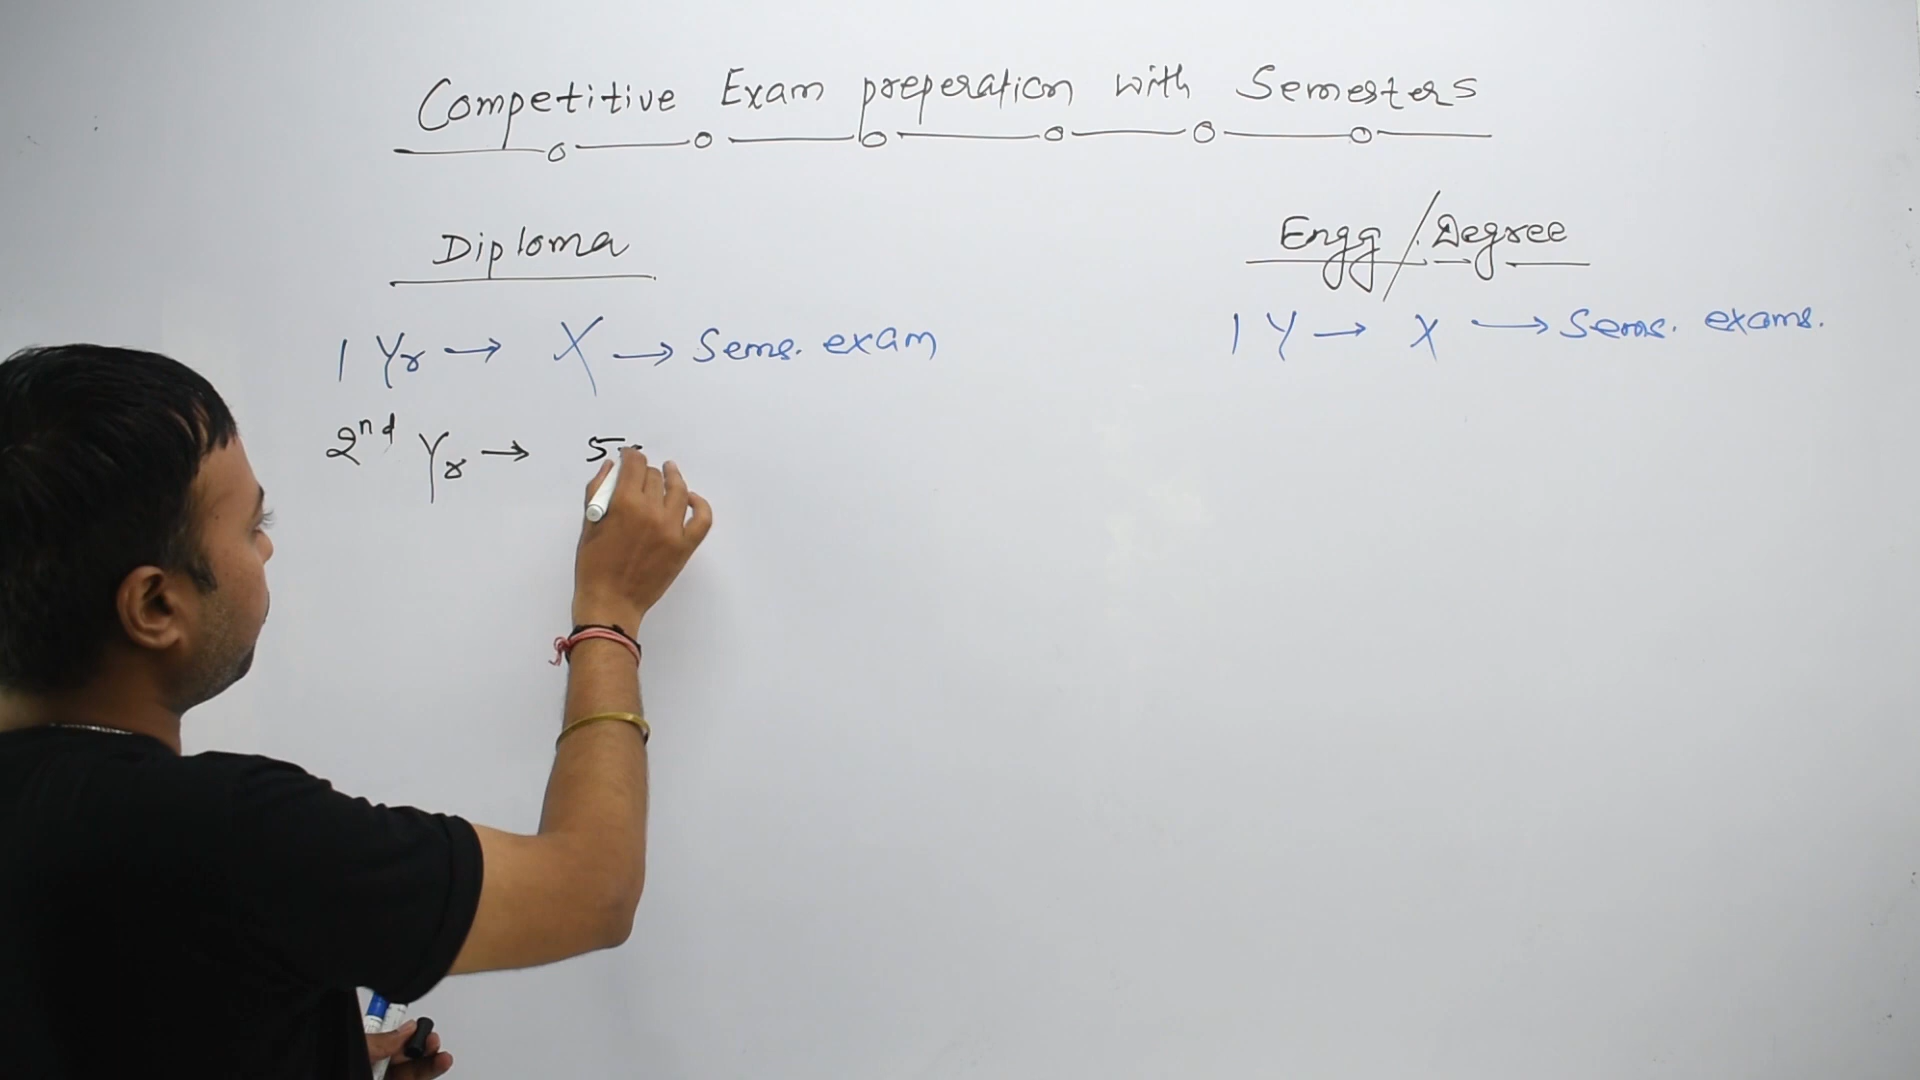 Competitive Exam preperation with Semesters
Diploma
Engg/Degree
1 Yr → X → Sems. exam
1 Y → X → Sems. exams.
2nd Yr → 5